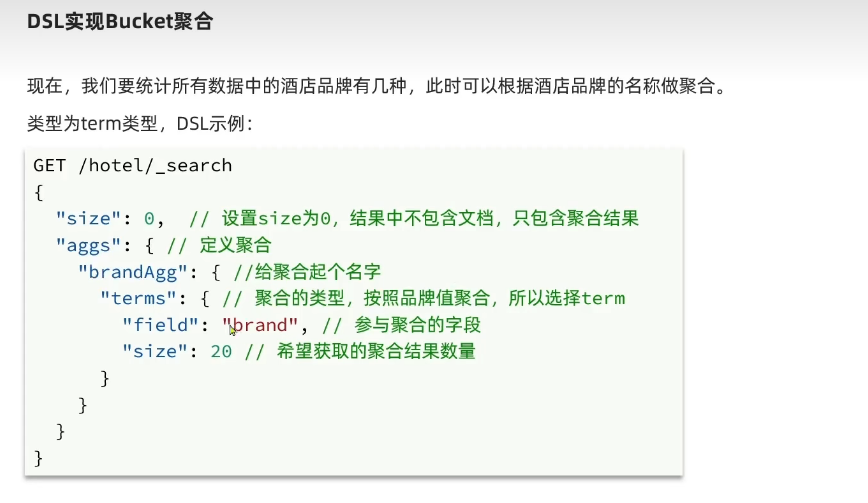 DSL实现Bucket聚合
现在，我们要统计所有数据中的酒店品牌有几种，此时可以根据酒店品牌的名称做聚合。
类型为term类型，DSL示例：
GET /hotel/_search
{
  "size": 0,  // 设置size为0，结果中不包含文档，只包含聚合结果
  "aggs": { // 定义聚合
    "brandAgg": { //给聚合起个名字
      "terms": { // 聚合的类型，按照品牌值聚合，所以选择term
        "field": "brand", // 参与聚合的字段
        "size": 20 // 希望获取的聚合结果数量
      }
    }
  }
}